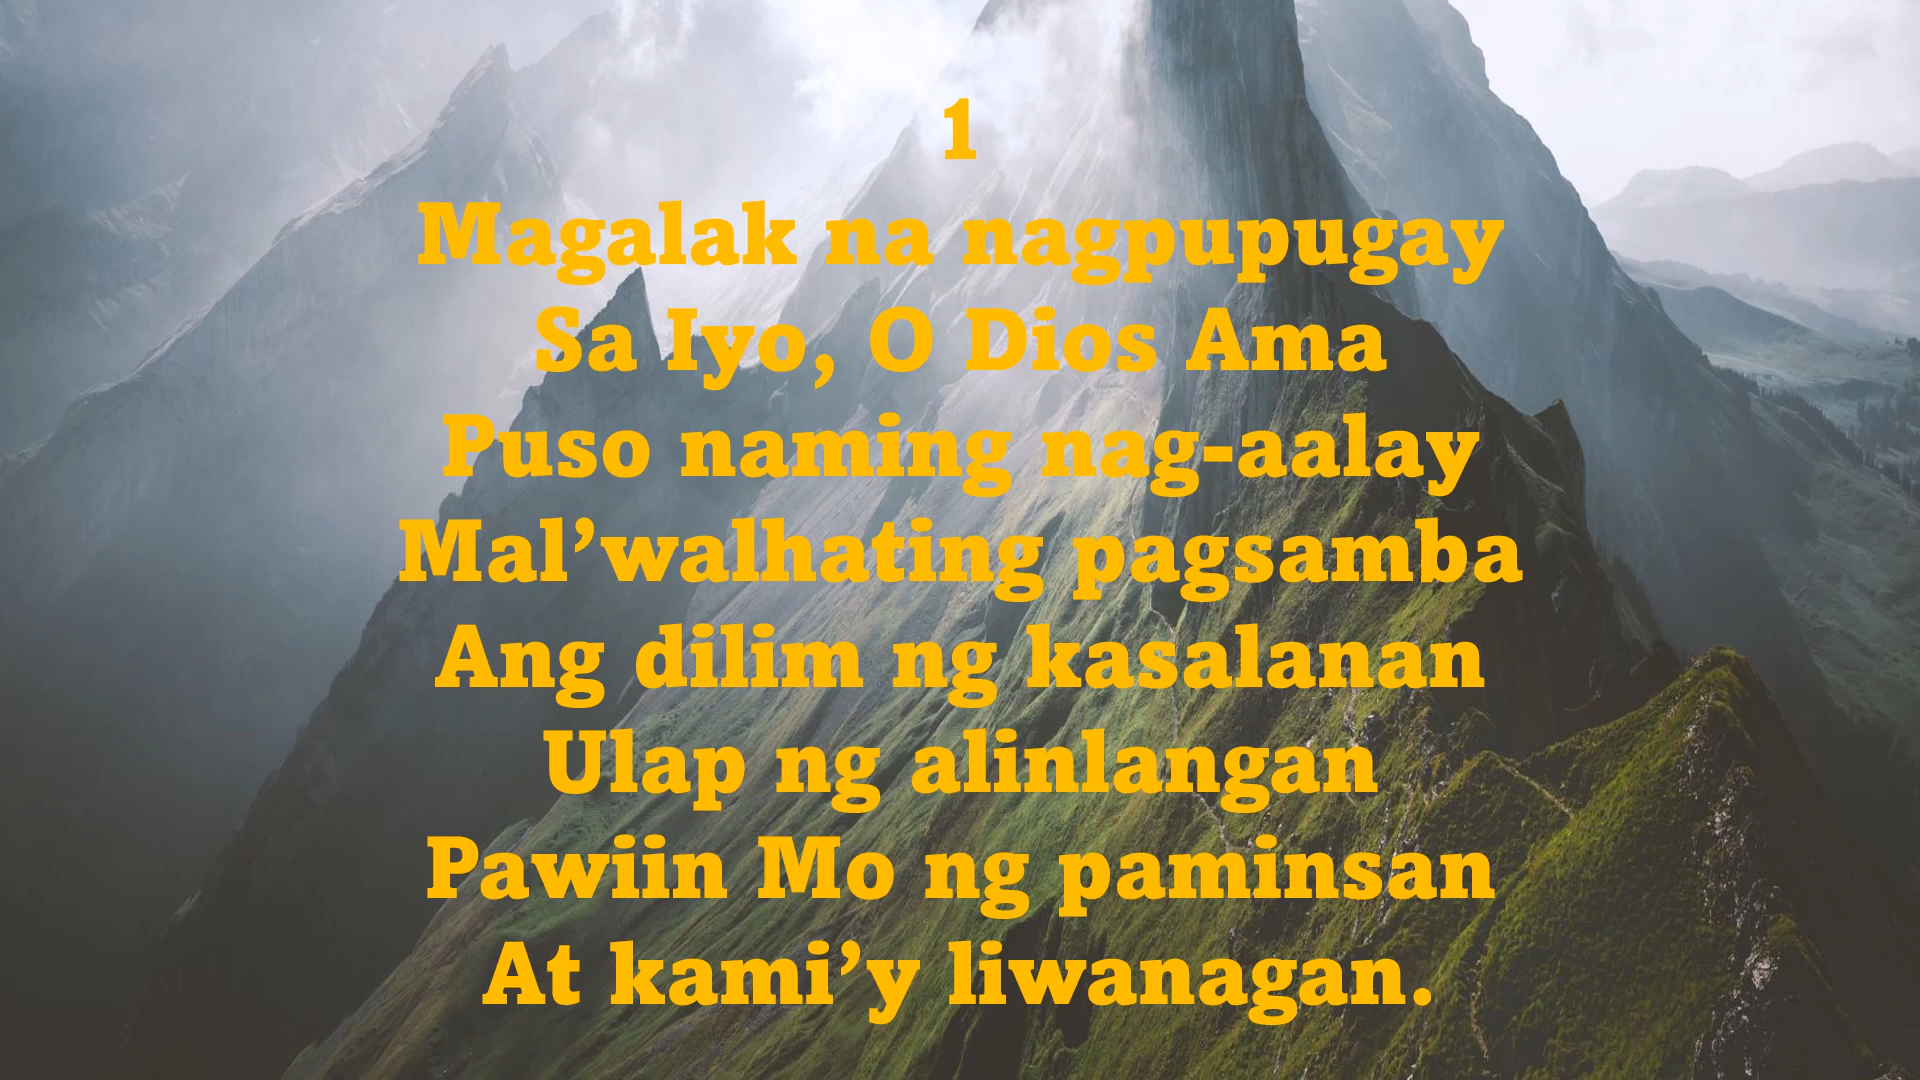 1
Magalak na nagpupugay
Sa Iyo, O Dios Ama
Puso naming nag-aalay
Mal’walhating pagsamba
Ang dilim ng kasalanan
Ulap ng alinlangan
Pawiin Mo ng paminsan
At kami’y liwanagan.